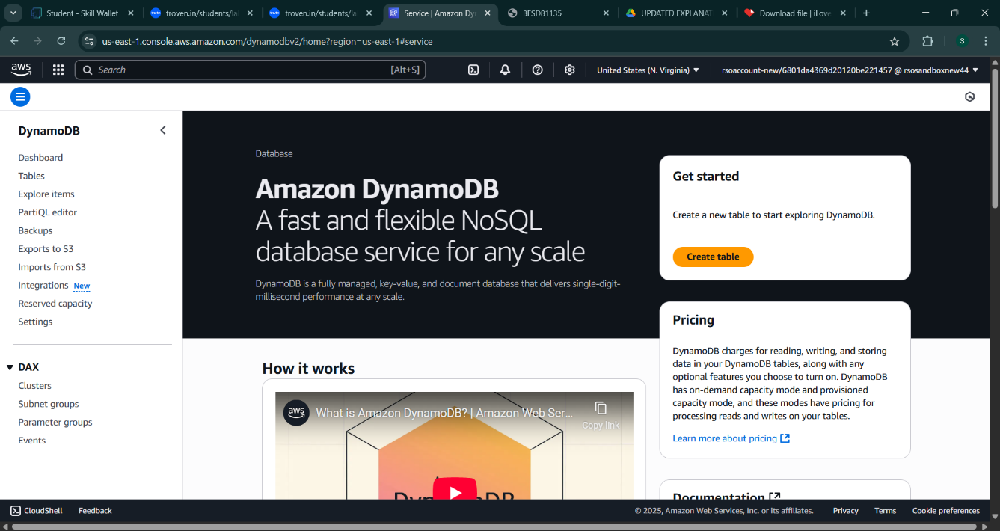 Student - Skill Wallet
troven.in/students/la
troven.in/students/la
Service | Amazon Dy
BFSD81135
UPDATED EXPLANAT
Download file | iLove
us-east-1.console.aws.amazon.com/dynamodbv2/home?region=us-east-1#service
S
aws
Search
[Alt+S]
United States (N. Virginia)
rsoaccount-new/6801da4369d20120be221457 @ rsosandboxnew44
DynamoDB
Dashboard
Tables
Explore items
PartiQL editor
Backups
Exports to S3
Imports from S3
Integrations New
Reserved capacity
Settings
DAX
Clusters
Subnet groups
Parameter groups
Events
Database
Amazon DynamoDB
A fast and flexible NoSQL
database service for any scale
DynamoDB is a fully managed, key-value, and document database that delivers single-digit-
millisecond performance at any scale.
Get started
Create a new table to start exploring DynamoDB.
Create table
Pricing
DynamoDB charges for reading, writing, and storing
data in your DynamoDB tables, along with any
optional features you choose to turn on. DynamoDB
has on-demand capacity mode and provisioned
capacity mode, and these modes have pricing for
processing reads and writes on your tables.
Learn more about pricing
Documentation
How it works
aws
What is Amazon DynamoDB? | Amazon Web Ser...
Copy link
DynamoDB
CloudShell
Feedback
© 2025, Amazon Web Services, Inc. or its affiliates.
Privacy
Terms
Cookie preferences